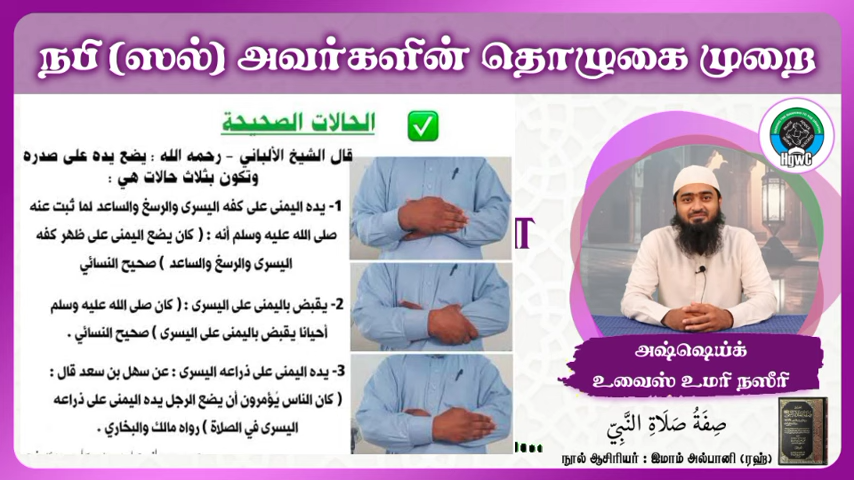 நபி (ஸல்) அவர்களின் தொழுகை முறை
الحالات الصحيحة
قال الشيخ الألباني - رحمه الله : يضع يده على صدره
وتكون بثلاث حالات هي :
1- يده اليمنى على كفه اليسرى والرسغ والساعد لما ثبت عنه
صلى الله عليه وسلم أنه : ( كان يضع اليمنى على ظهر كفه
اليسرى والرسغ والساعد ) صحيح النسائي
2- يقبض باليمنى على اليسرى : ( كان صلى الله عليه وسلم
أحيانا يقبض باليمنى على اليسرى ) صحيح النسائي .
3- يده اليمنى على ذراعه اليسرى : عن سهل بن سعد قال :
( كان الناس يُؤمرون أن يضع الرجل يده اليمنى على ذراعه
اليسرى في الصلاة ) رواه مالك والبخاري .
HQWC
அஷ்ஷெய்க்
உவைஸ் உமரி நஸீரி
صِفَةُ صَلَاةِ النَّبِيِّ
நூல் ஆசிரியர் : இமாம் அல்பானி (ரஹ்)